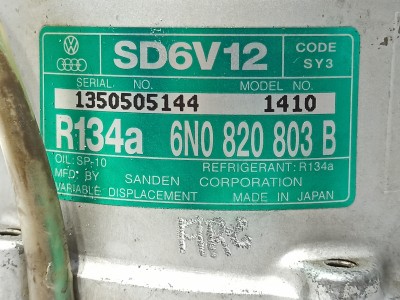 SD6V12
CODE
SY3
SERIAL NO.
MODEL NO.
1350505144
1410
R134a 6N0 820 803 B
OIL: SP-10
REFRIGERANT: R134a
MFD. BY SANDEN CORPORATION
VARIABLE DISPLACEMENT
MADE IN JAPAN